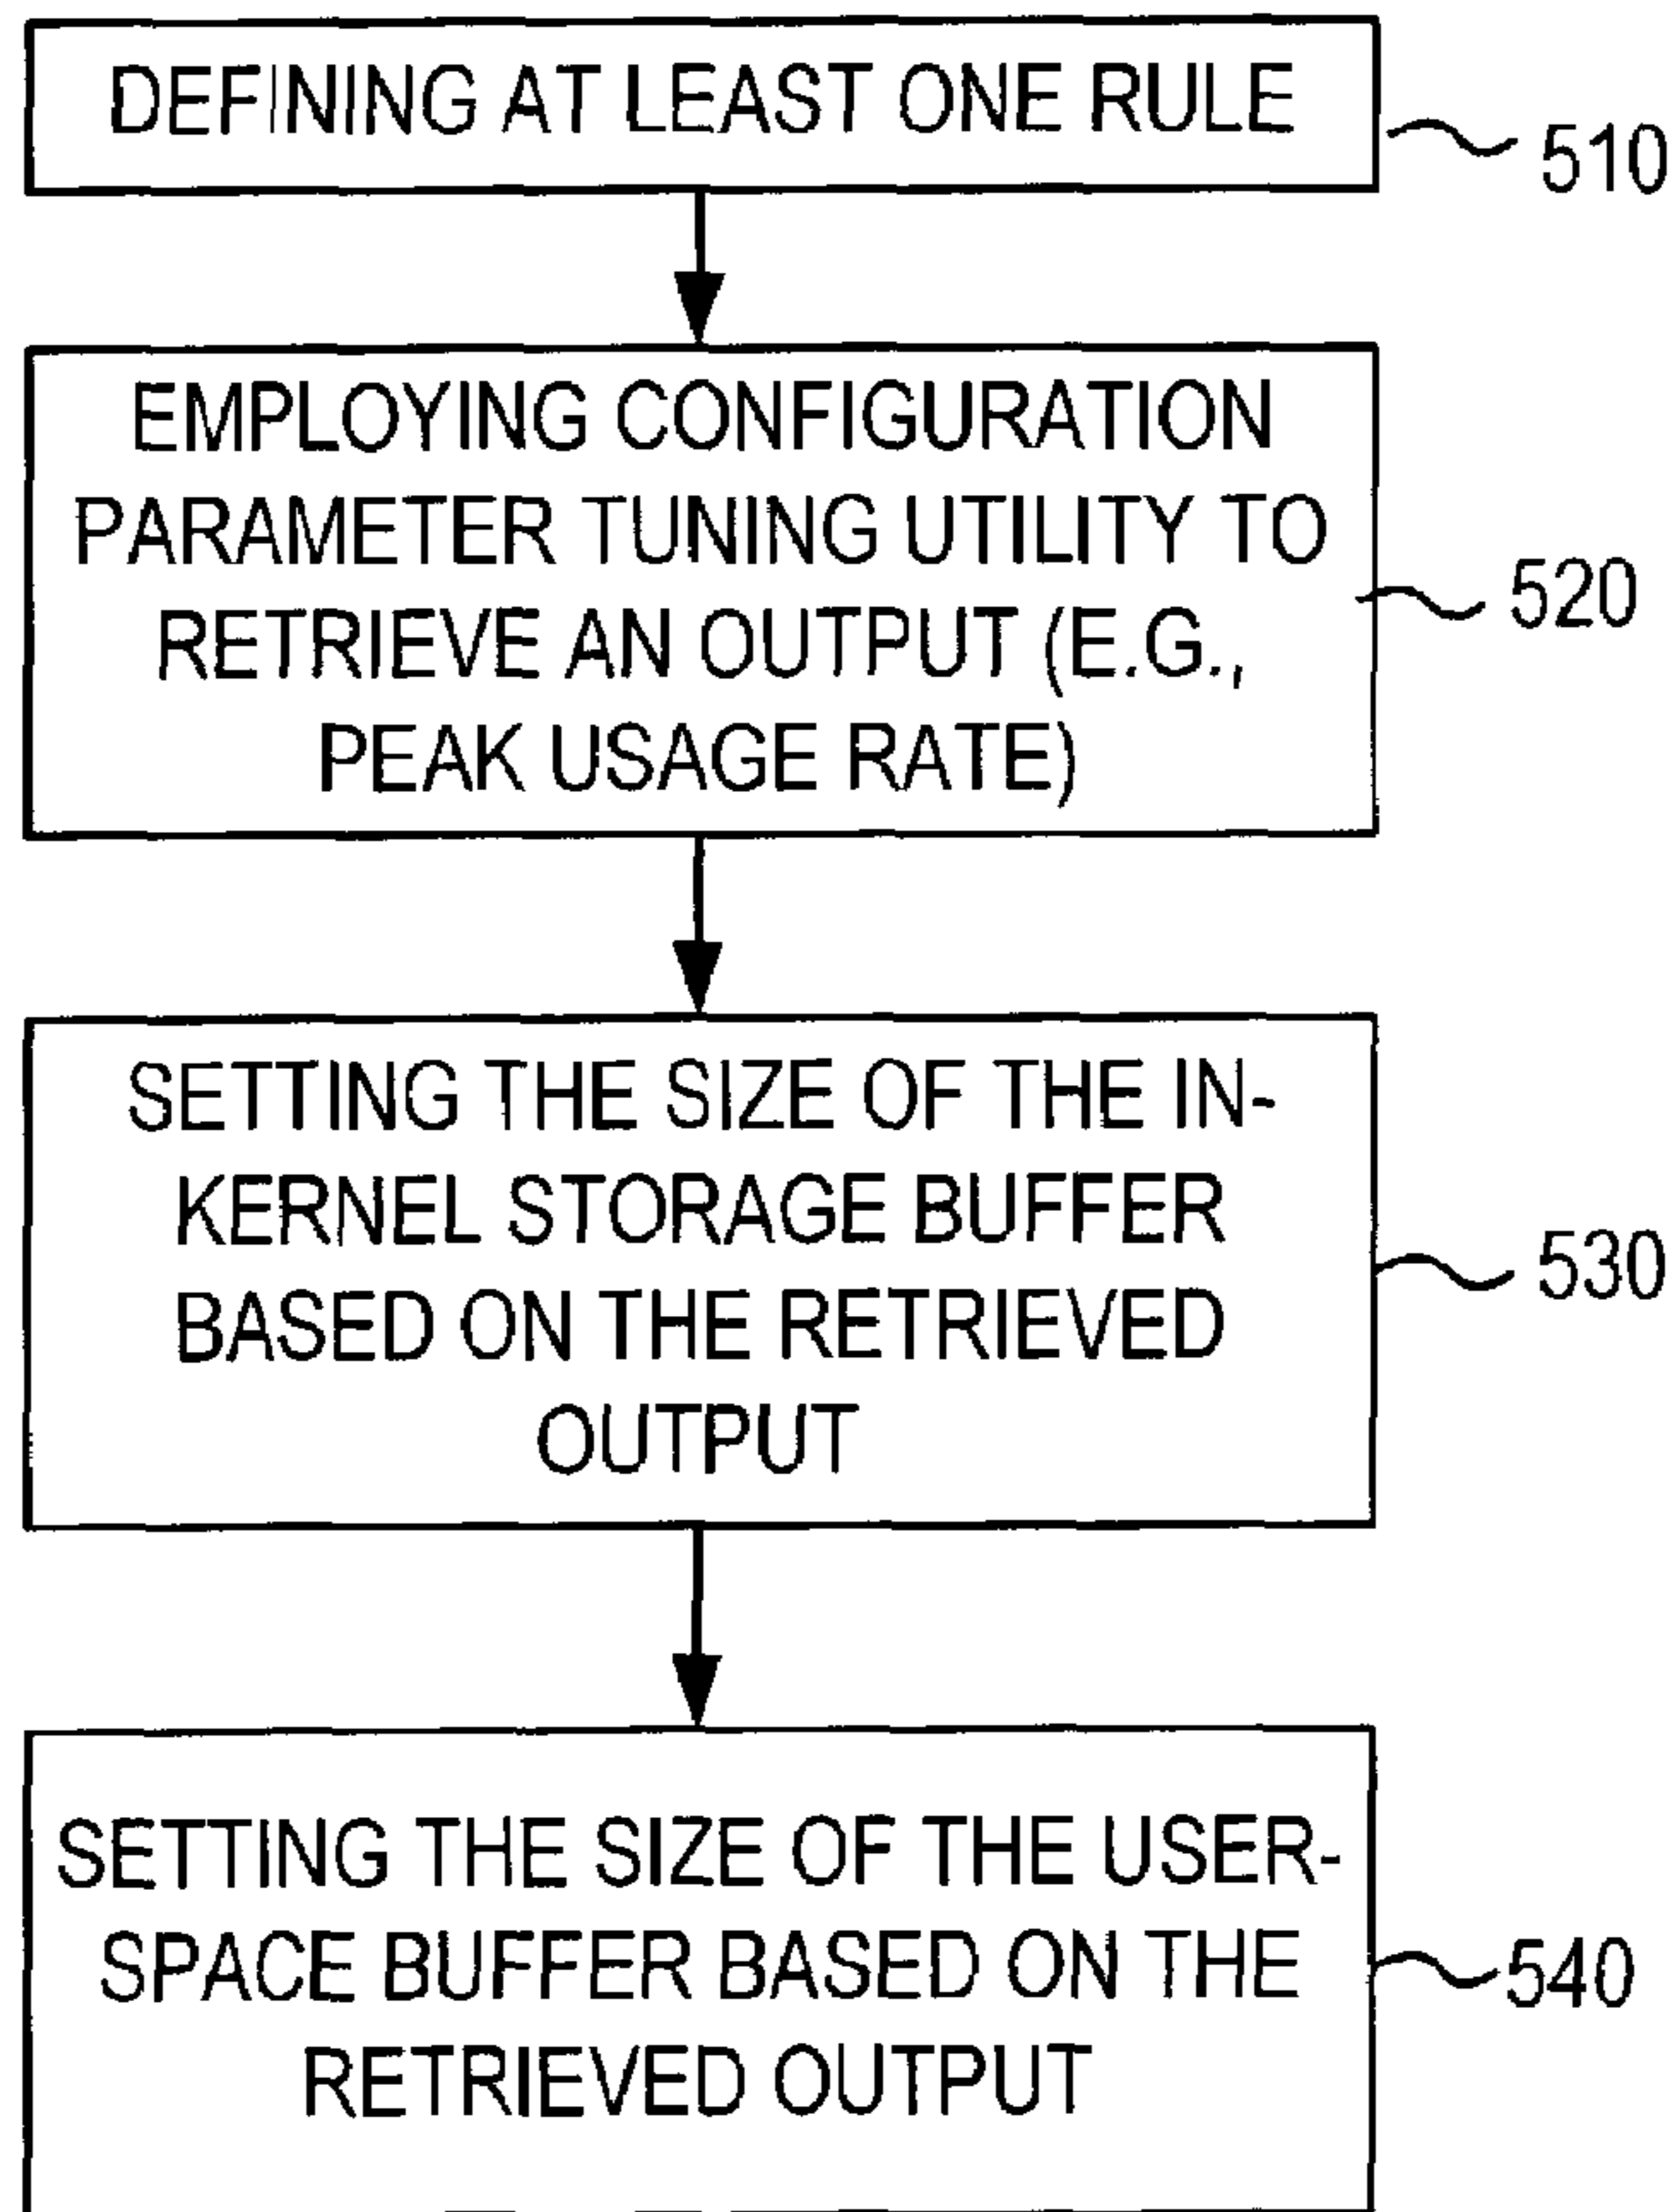 DEFINING AT LEAST ONE RULE
510
EMPLOYING CONFIGURATION
PARAMETER TUNING UTILITY TO
RETRIEVE AN OUTPUT (E.G.,
PEAK USAGE RATE)
520
SETTING THE SIZE OF THE IN-
KERNEL STORAGE BUFFER
BASED ON THE RETRIEVED
OUTPUT
530
SETTING THE SIZE OF THE USER-
SPACE BUFFER BASED ON THE
RETRIEVED OUTPUT
540